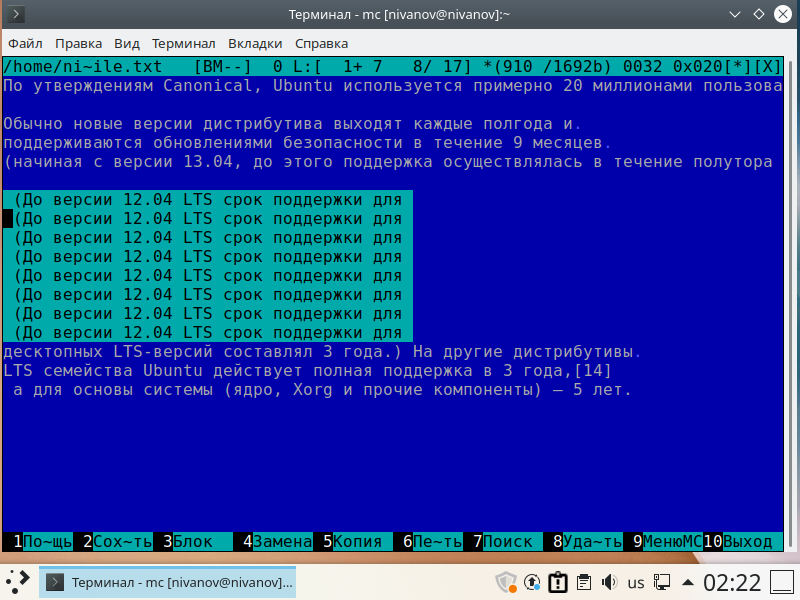 Терминал - mc [nivanov@nivanov]:~
Файл Правка Вид Терминал Вкладки Справка
/home/ni~ile.txt [BM--] 0 L:[ 1+ 7 8/ 17] *(910 /1692b) 0032 0x020[*][X]
По утверждениям Canonical, Ubuntu используется примерно 20 миллионами пользова
Обычно новые версии дистрибутива выходят каждые полгода и.
поддерживаются обновлениями безопасности в течение 9 месяцев.
(начиная с версии 13.04, до этого поддержка осуществлялась в течение полутора
(До версии 12.04 LTS срок поддержки для
(До версии 12.04 LTS срок поддержки для
(До версии 12.04 LTS срок поддержки для
(До версии 12.04 LTS срок поддержки для
(До версии 12.04 LTS срок поддержки для
(До версии 12.04 LTS срок поддержки для
(До версии 12.04 LTS срок поддержки для
(До версии 12.04 LTS срок поддержки для
десктопных LTS-версий составлял 3 года.) На другие дистрибутивы.
LTS семейства Ubuntu действует полная поддержка в 3 года,[14]
а для основы системы (ядро, Xorg и прочие компоненты) — 5 лет.
1По~щь 2Сох~ть 3Блок 4Замена 5Копия 6Пе~ть 7Поиск 8Уда~ть 9МенюMC 10Выход
Терминал - mc [nivanov@nivanov]... us 02:22